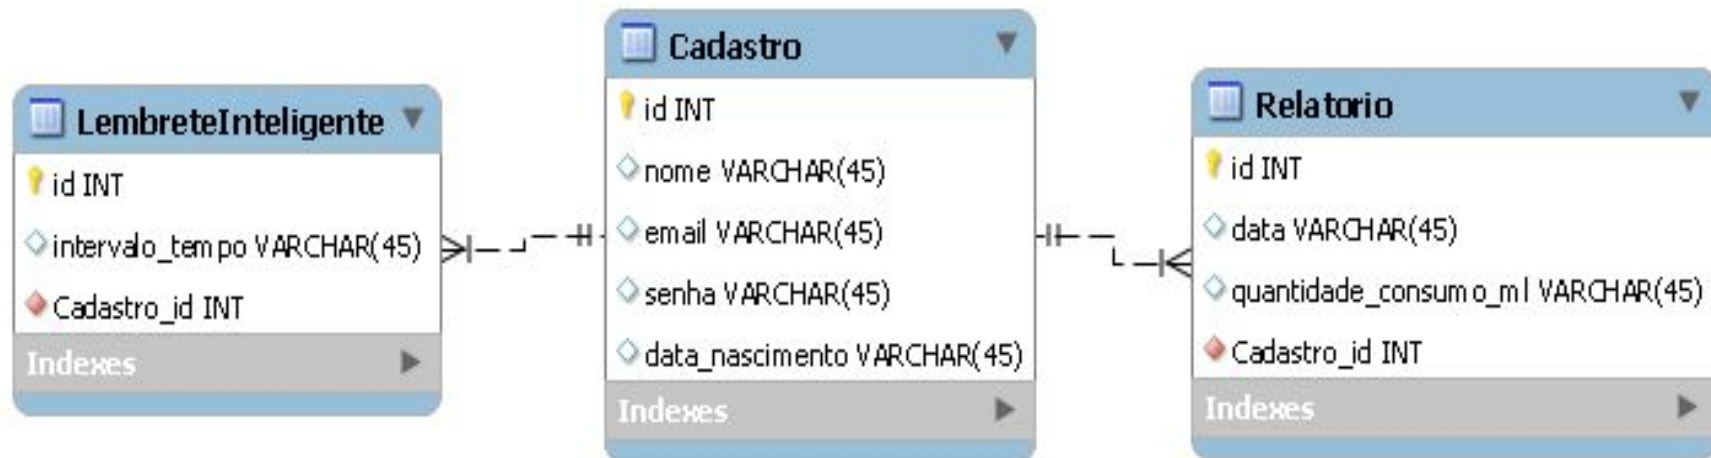 LembreteInteligente
id INT
intervalo_tempo VARCHAR(45)
Cadastro_id INT
Indexes
Cadastro
id INT
nome VARCHAR(45)
email VARCHAR(45)
senha VARCHAR(45)
data_nascimento VARCHAR(45)
Indexes
Relatorio
id INT
data VARCHAR(45)
quantidade_consumo_ml VARCHAR(45)
Cadastro_id INT
Indexes